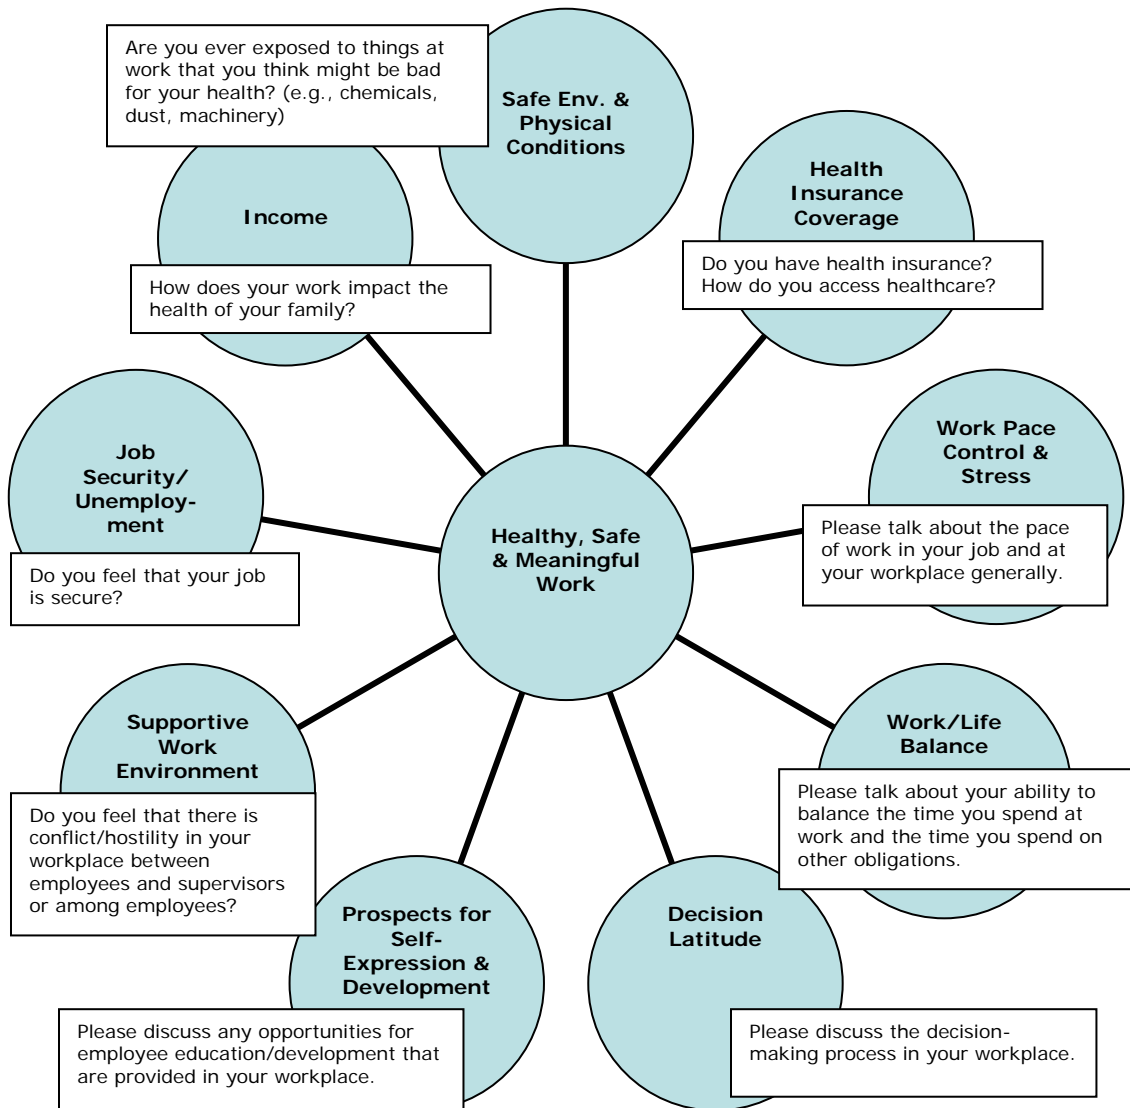 Are you ever exposed to things at
work that you think might be bad
for your health? (e.g., chemicals,
dust, machinery)
Safe Env. &
Physical
Conditions
Health
Insurance
Coverage
Do you have health insurance?
How do you access healthcare?
Income
How does your work impact the
health of your family?
Work Pace
Control &
Stress
Please talk about the pace
of work in your job and at
your workplace generally.
Job
Security/
Unemploy-
ment
Do you feel that your job
is secure?
Healthy, Safe
& Meaningful
Work
Supportive
Work
Environment
Do you feel that there is
conflict/hostility in your
workplace between
employees and supervisors
or among employees?
Work/Life
Balance
Please talk about your ability to
balance the time you spend at
work and the time you spend on
other obligations.
Prospects for
Self-
Expression &
Development
Please discuss any opportunities for
employee education/development that
are provided in your workplace.
Decision
Latitude
Please discuss the decision-
making process in your workplace.